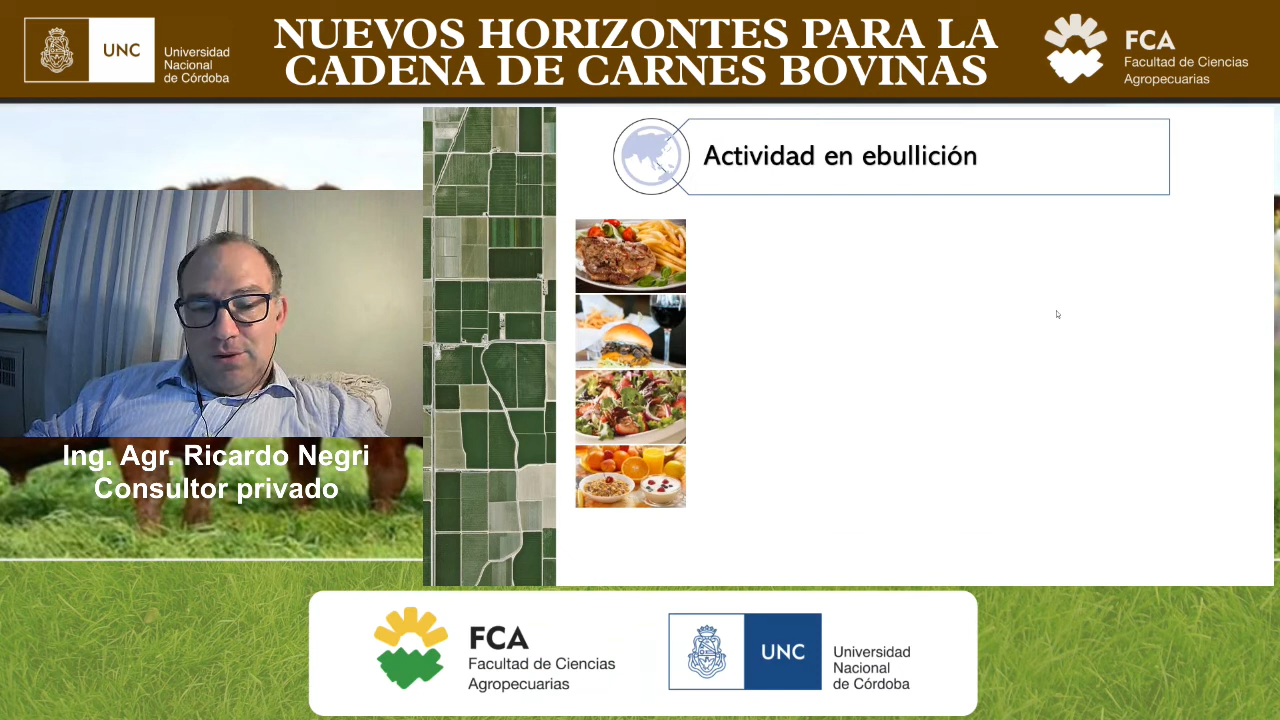 UNC
Universidad
Nacional
de Córdoba
NUEVOS HORIZONTES PARA LA
CADENA DE CARNES BOVINAS
FCA
Facultad de Ciencias
Agropecuarias
Actividad en ebullición
Ing. Agr. Ricardo Negri
Consultor privado
FCA
Facultad de Ciencias
Agropecuarias
UNC
Universidad
Nacional
de Córdoba